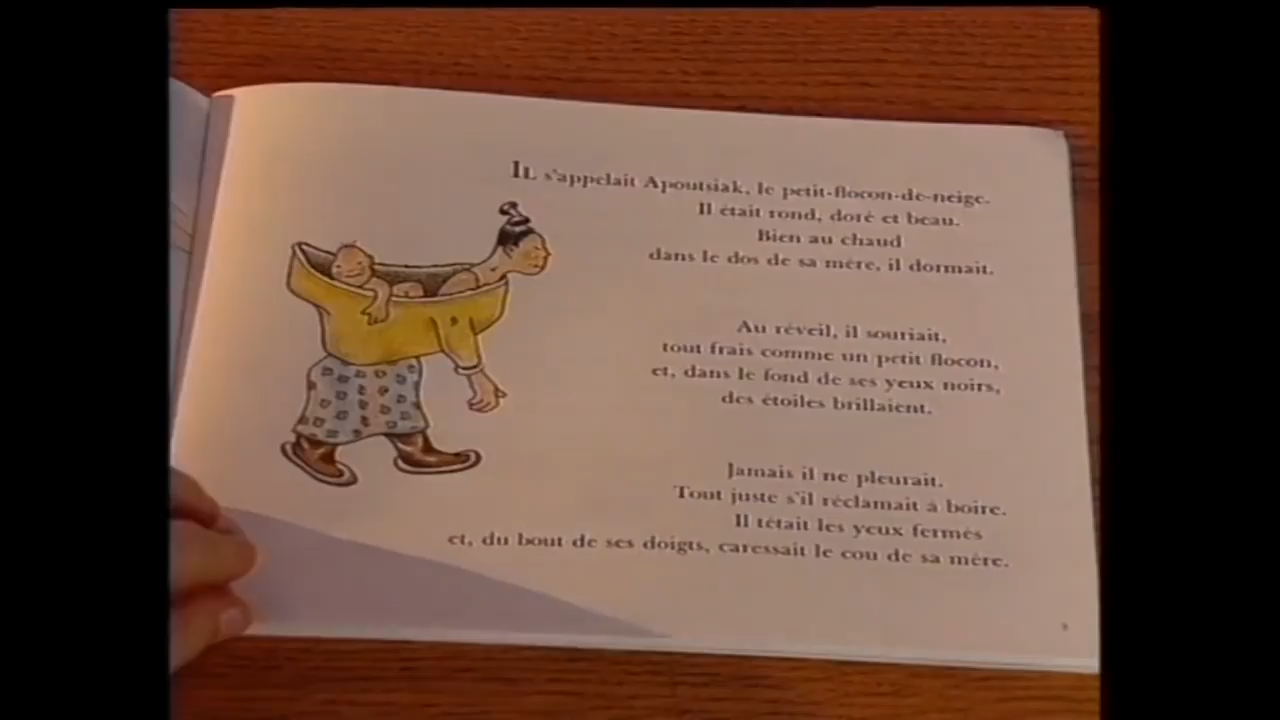 IL s'appelait Apoutsiak, le petit-flocon-de-neige.
Il était rond, doré et beau.
Bien au chaud
dans le dos de sa mère, il dormait.
Au réveil, il souriait,
tout frais comme un petit flocon,
et, dans le fond de ses yeux noirs,
des étoiles brillaient.
Jamais il ne pleurait.
Tout juste s'il réclamait à boire.
Il tétait les yeux fermés
et, du bout de ses doigts, caressait le cou de sa mère.